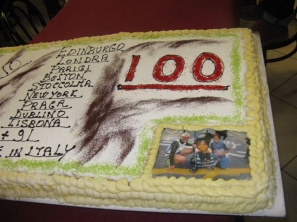 EDINBURGO
LONDRA
PARIGI
BOSTON
STOCCOLMA
NEW YORK
PRAGA
DUBLINO
LISBONA
& 91
E IN ITALY
100